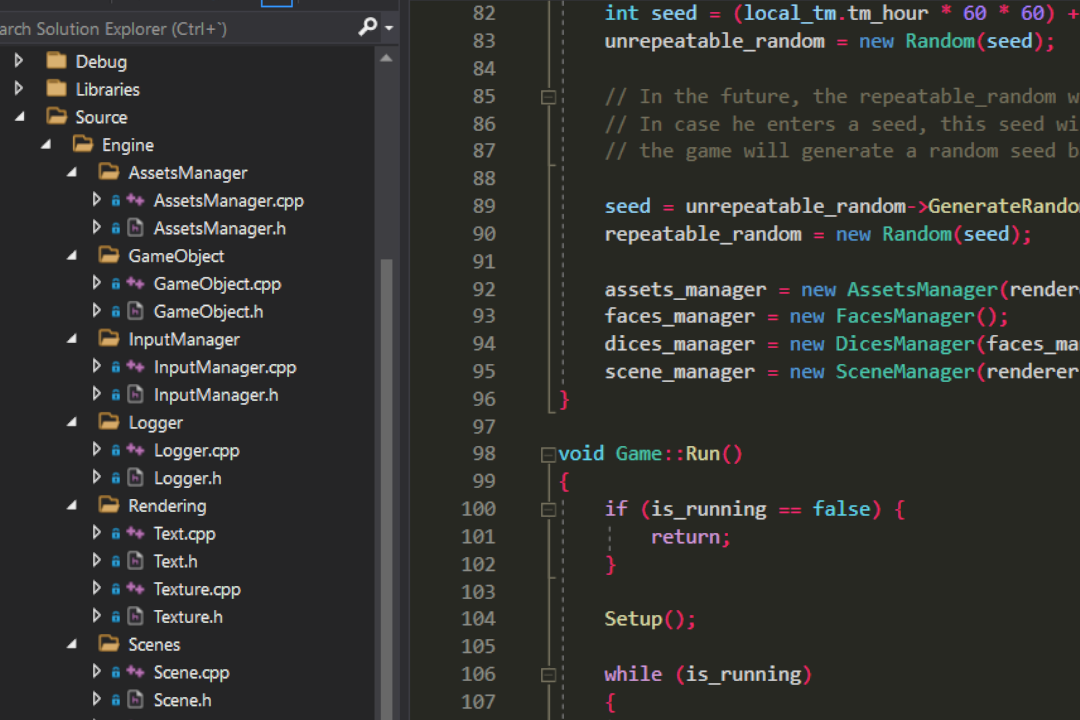 arch Solution Explorer (Ctrl+`)
Debug
Libraries
Source
Engine
AssetsManager
AssetsManager.cpp
AssetsManager.h
GameObject
GameObject.cpp
GameObject.h
InputManager
InputManager.cpp
InputManager.h
Logger
Logger.cpp
Logger.h
Rendering
Text.cpp
Text.h
Texture.cpp
Texture.h
Scenes
Scene.cpp
Scene.h
82 int seed = (local_tm.tm_hour * 60 * 60) +
83 unrepeatable_random = new Random(seed);
84
85 // In the future, the repeatable_random w
86 // In case he enters a seed, this seed wi
87 // the game will generate a random seed b
88
89 seed = unrepeatable_random->GenerateRando
90 repeatable_random = new Random(seed);
91
92 assets_manager = new AssetsManager(render
93 faces_manager = new FacesManager();
94 dices_manager = new DicesManager(faces_ma
95 scene_manager = new SceneManager(renderer
96 }
97
98 void Game::Run()
99 {
100 if (is_running == false) {
101 return;
102 }
103
104 Setup();
105
106 while (is_running)
107 {